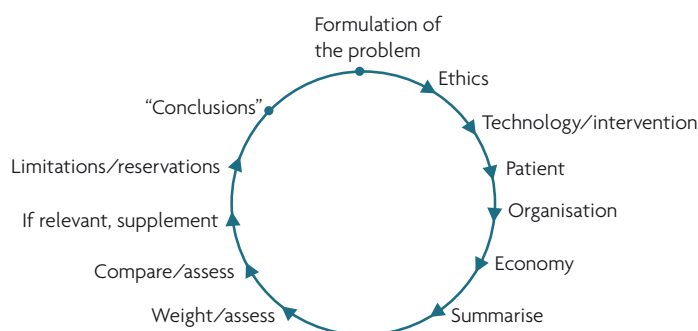 Formulation of
the problem
Ethics
Technology/intervention
Patient
Organisation
Economy
Summarise
Weight/assess
Compare/assess
If relevant, supplement
Limitations/reservations
“Conclusions”